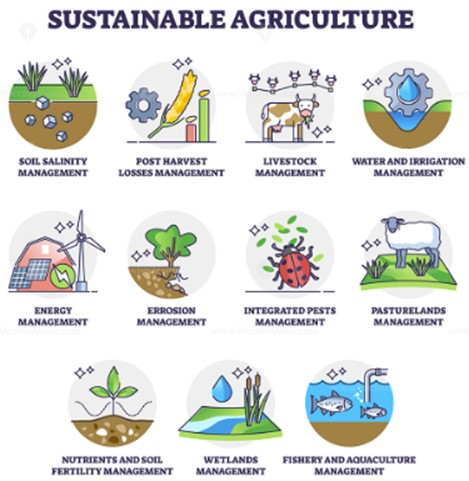 SUSTAINABLE AGRICULTURE
SOIL SALINITY
MANAGEMENT
POST HARVEST
LOSSES MANAGEMENT
LIVESTOCK
MANAGEMENT
WATER AND IRRIGATION
MANAGEMENT
ENERGY
MANAGEMENT
ERROSION
MANAGEMENT
INTEGRATED PESTS
MANAGEMENT
PASTURELANDS
MANAGEMENT
NUTRIENTS AND SOIL
FERTILITY MANAGEMENT
WETLANDS
MANAGEMENT
FISHERY AND AQUACULTURE
MANAGEMENT